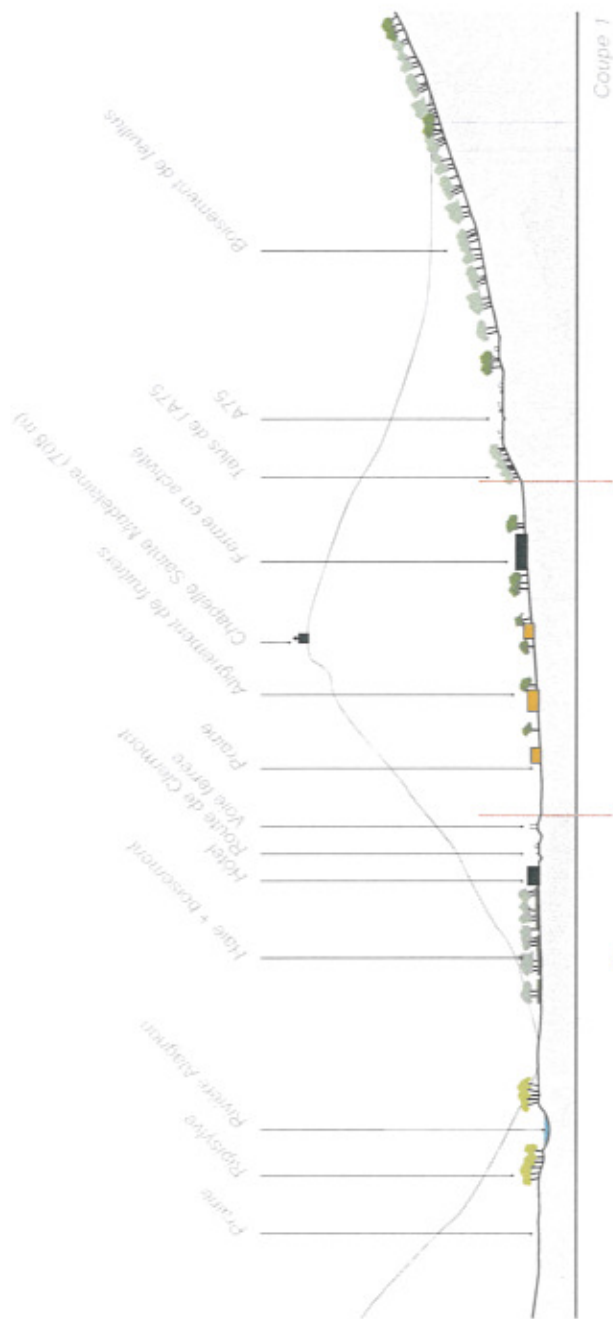 Coupe 1
Boisement de feuillus
A75
Talus de l'A75
Ferme en activité
Chapelle Sainte Madeleine (706 m)
Alignement de fruitiers
Prairie
Voie ferrée
Route de Clermont
Hôtel
Haie + boisement
Rivière Alagnon
Ripisylve
Prairie